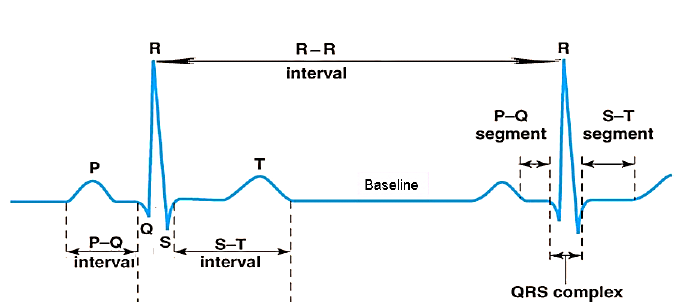 R
R
R–R
interval
P–Q
segment
S–T
segment
P
T
Baseline
Q
S
P–Q
interval
S–T
interval
QRS complex